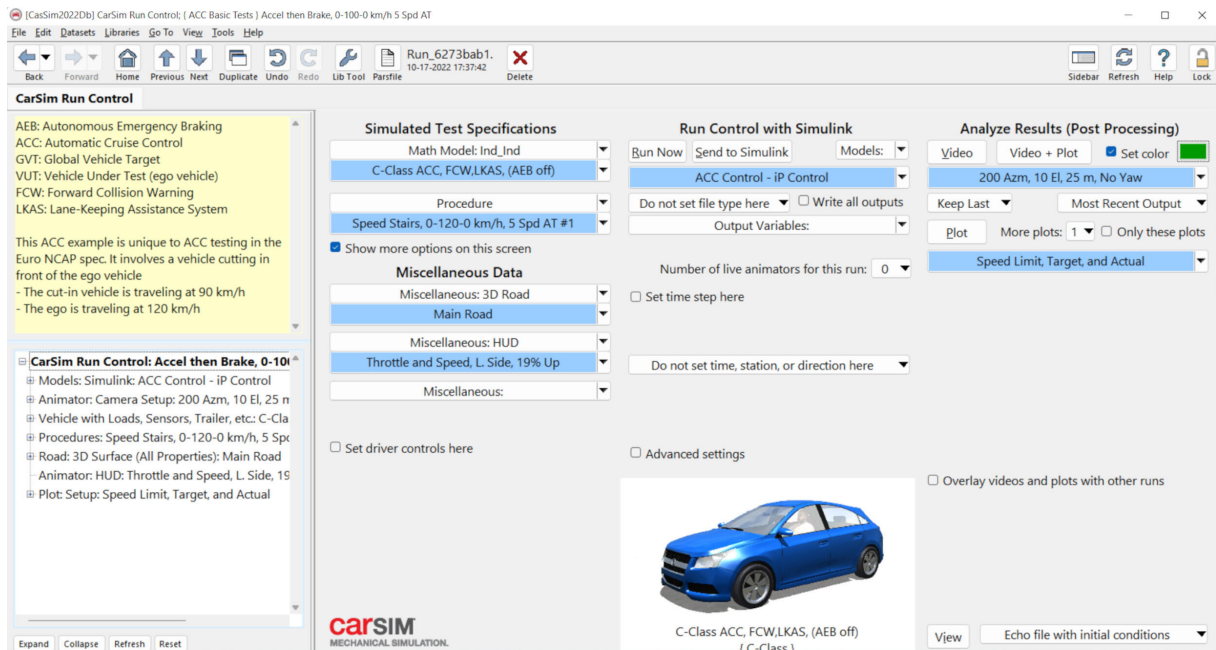 [CasSim2022Db] CarSim Run Control; { ACC Basic Tests } Accel then Brake, 0-100-0 km/h 5 Spd AT
File Edit Datasets Libraries Go To View Tools Help
Back Forward Home Previous Next Duplicate Undo Redo Lib Tool Parsfile Run_6273bab1. 10-17-2022 17:37:42 Delete Sidebar Refresh Help Lock
CarSim Run Control
AEB: Autonomous Emergency Braking
ACC: Automatic Cruise Control
GVT: Global Vehicle Target
VUT: Vehicle Under Test (ego vehicle)
FCW: Forward Collision Warning
LKAS: Lane-Keeping Assistance System
This ACC example is unique to ACC testing in the
Euro NCAP spec. It involves a vehicle cutting in
front of the ego vehicle
- The cut-in vehicle is traveling at 90 km/h
- The ego is traveling at 120 km/h
CarSim Run Control: Accel then Brake, 0-100
Models: Simulink: ACC Control - iP Control
Animator: Camera Setup: 200 Azm, 10 El, 25 m
Vehicle with Loads, Sensors, Trailer, etc.: C-Cla
Procedures: Speed Stairs, 0-120-0 km/h, 5 Spd
Road: 3D Surface (All Properties): Main Road
Animator: HUD: Throttle and Speed, L. Side, 19
Plot: Setup: Speed Limit, Target, and Actual
Expand Collapse Refresh Reset
Simulated Test Specifications
Math Model: Ind_Ind
C-Class ACC, FCW,LKAS, (AEB off)
Procedure
Speed Stairs, 0-120-0 km/h, 5 Spd AT #1
Show more options on this screen
Miscellaneous Data
Miscellaneous: 3D Road
Main Road
Miscellaneous: HUD
Throttle and Speed, L. Side, 19% Up
Miscellaneous:
Set driver controls here
carSIM
MECHANICAL SIMULATION.
Run Control with Simulink
Run Now Send to Simulink Models:
ACC Control - iP Control
Do not set file type here Write all outputs
Output Variables:
Number of live animators for this run: 0
Set time step here
Do not set time, station, or direction here
Advanced settings
C-Class ACC, FCW,LKAS, (AEB off)
{ C-Class }
Analyze Results (Post Processing)
Video Video + Plot Set color
200 Azm, 10 El, 25 m, No Yaw
Keep Last Most Recent Output
Plot More plots: 1 Only these plots
Speed Limit, Target, and Actual
Overlay videos and plots with other runs
View Echo file with initial conditions